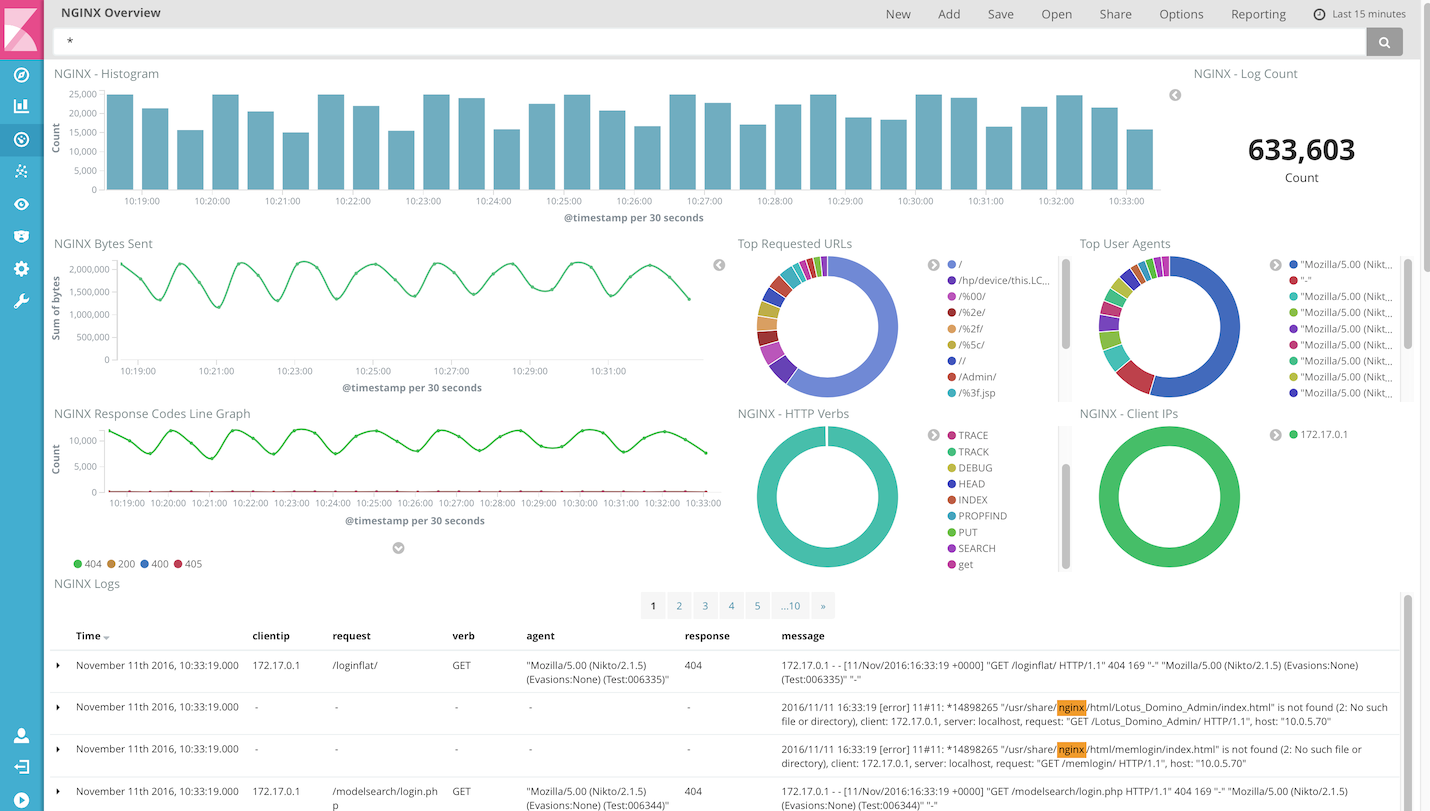 NGINX Overview
New Add Save Open Share Options Reporting Last 15 minutes
*
NGINX - Histogram
25,000
20,000
15,000
10,000
5,000
0
Count
10:19:00 10:20:00 10:21:00 10:22:00 10:23:00 10:24:00 10:25:00 10:26:00 10:27:00 10:28:00 10:29:00 10:30:00 10:31:00 10:32:00 10:33:00
@timestamp per 30 seconds
NGINX - Log Count
633,603
Count
NGINX Bytes Sent
2,000,000
1,500,000
1,000,000
500,000
0
Sum of bytes
10:19:00 10:21:00 10:23:00 10:25:00 10:27:00 10:29:00 10:31:00
@timestamp per 30 seconds
Top Requested URLs
/
/hp/device/this.LC...
/%00/
/%2e/
/%2f/
/%5c/
//
/Admin/
/%3f.jsp
Top User Agents
"Mozilla/5.00 (Nikt...
"-"
"Mozilla/5.00 (Nikt...
"Mozilla/5.00 (Nikt...
"Mozilla/5.00 (Nikt...
"Mozilla/5.00 (Nikt...
"Mozilla/5.00 (Nikt...
"Mozilla/5.00 (Nikt...
"Mozilla/5.00 (Nikt...
NGINX Response Codes Line Graph
10,000
5,000
0
Count
10:19:00 10:20:00 10:21:00 10:22:00 10:23:00 10:24:00 10:25:00 10:26:00 10:27:00 10:28:00 10:29:00 10:30:00 10:31:00 10:32:00 10:33:00
@timestamp per 30 seconds
404 200 400 405
NGINX - HTTP Verbs
TRACE
TRACK
DEBUG
HEAD
INDEX
PROPFIND
PUT
SEARCH
get
NGINX - Client IPs
172.17.0.1
NGINX Logs
1 2 3 4 5 ...10 »
Time clientip request verb agent response message
November 11th 2016, 10:33:19.000 172.17.0.1 /loginflat/ GET "Mozilla/5.00 (Nikto/2.1.5) 404 172.17.0.1 - - [11/Nov/2016:16:33:19 +0000] "GET /loginflat/ HTTP/1.1" 404 169 "-" "Mozilla/5.00 (Nikto/2.1.5) (Evasions:None)
(Evasions:None) (Test:006335)" (Test:006335)" "-"
November 11th 2016, 10:33:19.000 - - - - - 2016/11/11 16:33:19 [error] 11#11: *14898265 "/usr/share/nginx/html/Lotus_Domino_Admin/index.html" is not found (2: No such
file or directory), client: 172.17.0.1, server: localhost, request: "GET /Lotus_Domino_Admin/ HTTP/1.1", host: "10.0.5.70"
November 11th 2016, 10:33:19.000 - - - - - 2016/11/11 16:33:19 [error] 11#11: *14898265 "/usr/share/nginx/html/memlogin/index.html" is not found (2: No such file or
directory), client: 172.17.0.1, server: localhost, request: "GET /memlogin/ HTTP/1.1", host: "10.0.5.70"
November 11th 2016, 10:33:19.000 172.17.0.1 /modelsearch/login.ph GET "Mozilla/5.00 (Nikto/2.1.5) 404 172.17.0.1 - - [11/Nov/2016:16:33:19 +0000] "GET /modelsearch/login.php HTTP/1.1" 404 169 "-" "Mozilla/5.00 (Nikto/2.1.5)
p (Evasions:None) (Test:006344)" (Evasions:None) (Test:006344)" "-"